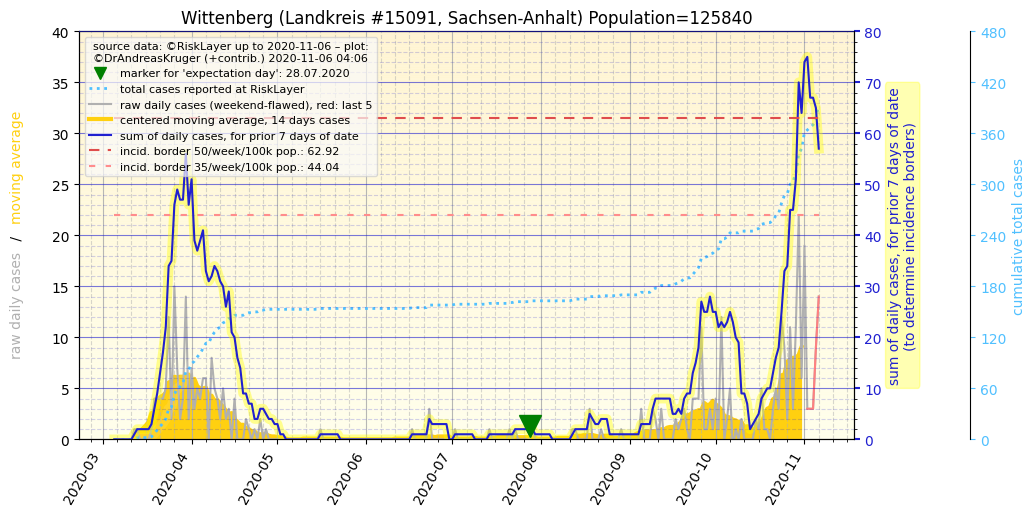 Wittenberg (Landkreis #15091, Sachsen-Anhalt) Population=125840
source data: ©RiskLayer up to 2020-11-06 – plot:
©DrAndreasKruger (+contrib.) 2020-11-06 04:06
marker for 'expectation day': 28.07.2020
total cases reported at RiskLayer
raw daily cases (weekend-flawed), red: last 5
centered moving average, 14 days cases
sum of daily cases, for prior 7 days of date
incid. border 50/week/100k pop.: 62.92
incid. border 35/week/100k pop.: 44.04
raw daily cases / moving average
40
35
30
25
20
15
10
5
0
2020-03
2020-04
2020-05
2020-06
2020-07
2020-08
2020-09
2020-10
2020-11
80
70
60
50
40
30
20
10
0
sum of daily cases, for prior 7 days of date
(to determine incidence borders)
480
420
360
300
240
180
120
60
0
cumulative total cases